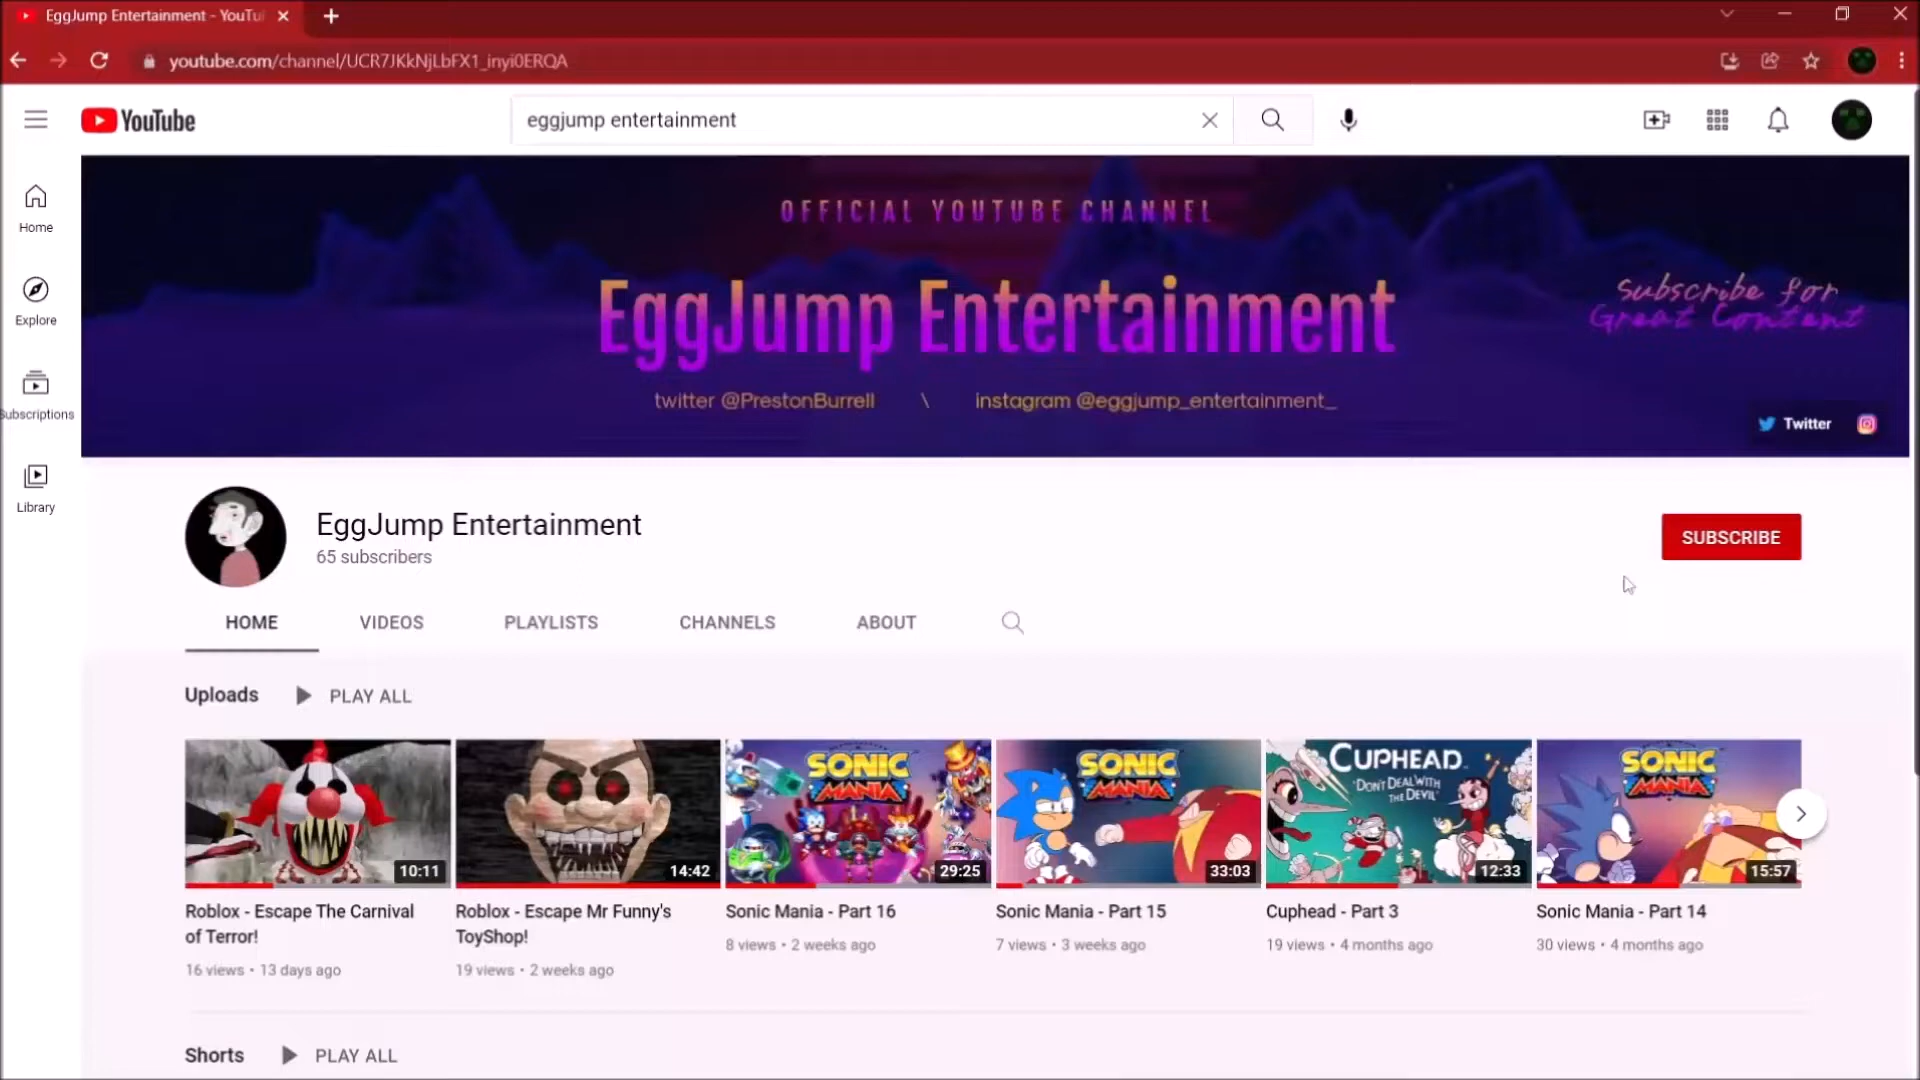 EggJump Entertainment - YouTu
youtube.com/channel/UCR7JKkNjLbFX1_inyi0ERQA
YouTube
eggjump entertainment
Home
Explore
Subscriptions
Library
OFFICIAL YOUTUBE CHANNEL
EggJump Entertainment
twitter @PrestonBurrell \ instagram @eggjump_entertainment_
Subscribe for
Great Content
Twitter
EggJump Entertainment
65 subscribers
SUBSCRIBE
HOME VIDEOS PLAYLISTS CHANNELS ABOUT
Uploads PLAY ALL
SONIC
MANIA
SONIC
MANIA
CUPHEAD
"DON'T DEAL WITH
THE DEVIL"
SONIC
MANIA
10:11 14:42 29:25 33:03 12:33 15:57
Roblox - Escape The Carnival
of Terror!
16 views • 13 days ago
Roblox - Escape Mr Funny's
ToyShop!
19 views • 2 weeks ago
Sonic Mania - Part 16
8 views • 2 weeks ago
Sonic Mania - Part 15
7 views • 3 weeks ago
Cuphead - Part 3
19 views • 4 months ago
Sonic Mania - Part 14
30 views • 4 months ago
Shorts PLAY ALL